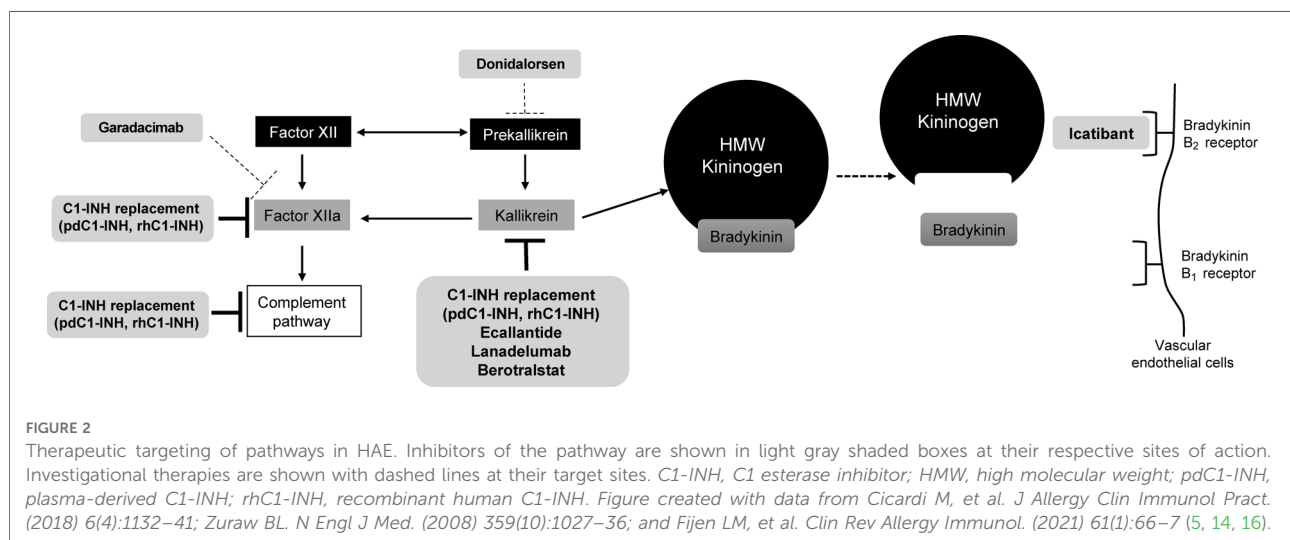 Donidalorsen
Garadacimab
Factor XII
Prekallikrein
HMW
Kininogen
HMW
Kininogen
Icatibant
Bradykinin
B2 receptor
C1-INH replacement
(pdC1-INH, rhC1-INH)
Factor XIIa
Kallikrein
Bradykinin
Bradykinin
Bradykinin
B1 receptor
C1-INH replacement
(pdC1-INH, rhC1-INH)
Complement
pathway
C1-INH replacement
(pdC1-INH, rhC1-INH)
Ecallantide
Lanadelumab
Berotralstat
Vascular
endothelial cells
FIGURE 2
Therapeutic targeting of pathways in HAE. Inhibitors of the pathway are shown in light gray shaded boxes at their respective sites of action.
Investigational therapies are shown with dashed lines at their target sites. C1-INH, C1 esterase inhibitor; HMW, high molecular weight; pdC1-INH,
plasma-derived C1-INH; rhC1-INH, recombinant human C1-INH. Figure created with data from Cicardi M, et al. J Allergy Clin Immunol Pract.
(2018) 6(4):1132–41; Zuraw BL. N Engl J Med. (2008) 359(10):1027–36; and Fijen LM, et al. Clin Rev Allergy Immunol. (2021) 61(1):66–7 (5, 14, 16).